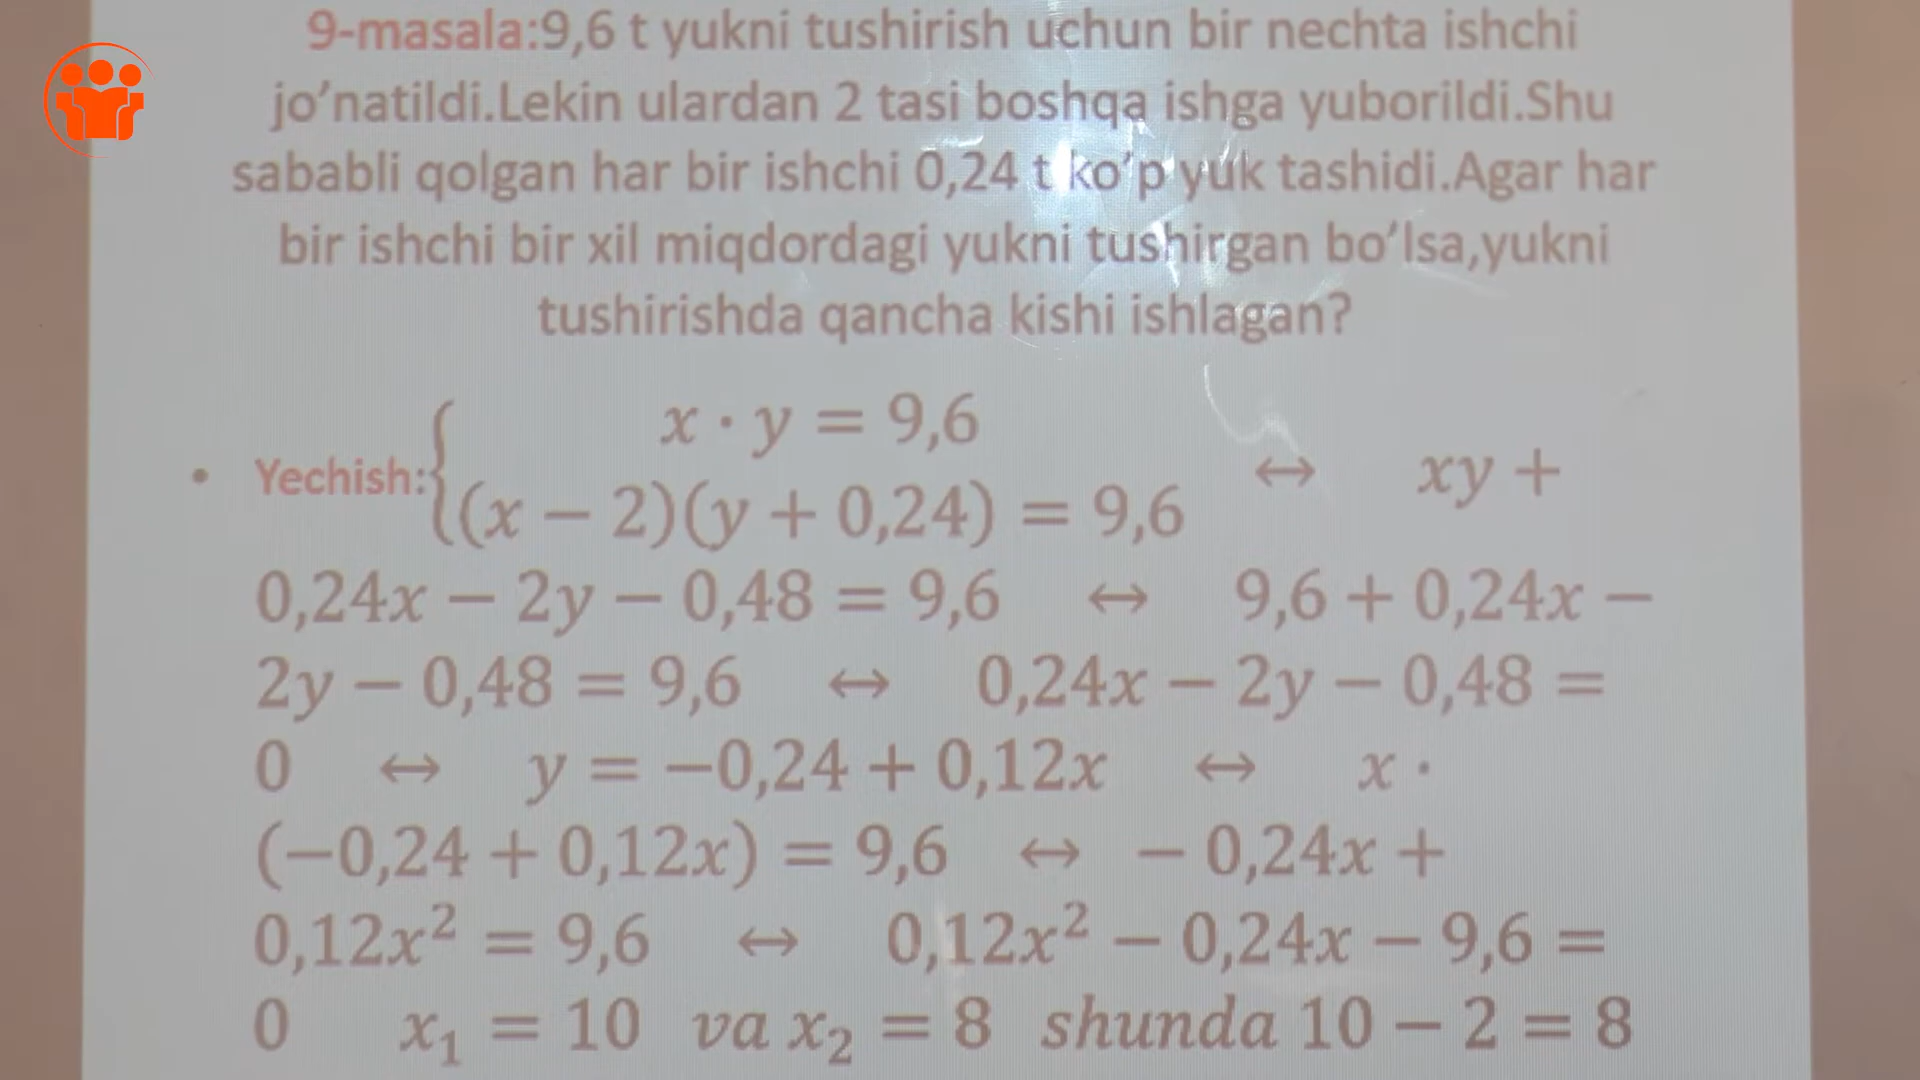 9-masala:9,6 t yukni tushirish uchun bir nechta ishchi
jo’natildi.Lekin ulardan 2 tasi boshqa ishga yuborildi.Shu
sababli qolgan har bir ishchi 0,24 t ko’p yuk tashidi.Agar har
bir ishchi bir xil miqdordagi yukni tushirgan bo’lsa,yukni
tushirishda qancha kishi ishlagan?
x · y = 9,6
• Yechish:{ ↔ xy +
(x − 2)(y + 0,24) = 9,6
0,24x − 2y − 0,48 = 9,6 ↔ 9,6 + 0,24x −
2y − 0,48 = 9,6 ↔ 0,24x − 2y − 0,48 =
0 ↔ y = −0,24 + 0,12x ↔ x ·
(−0,24 + 0,12x) = 9,6 ↔ − 0,24x +
0,12x² = 9,6 ↔ 0,12x² − 0,24x − 9,6 =
0 x₁ = 10 va x₂ = 8 shunda 10 − 2 = 8